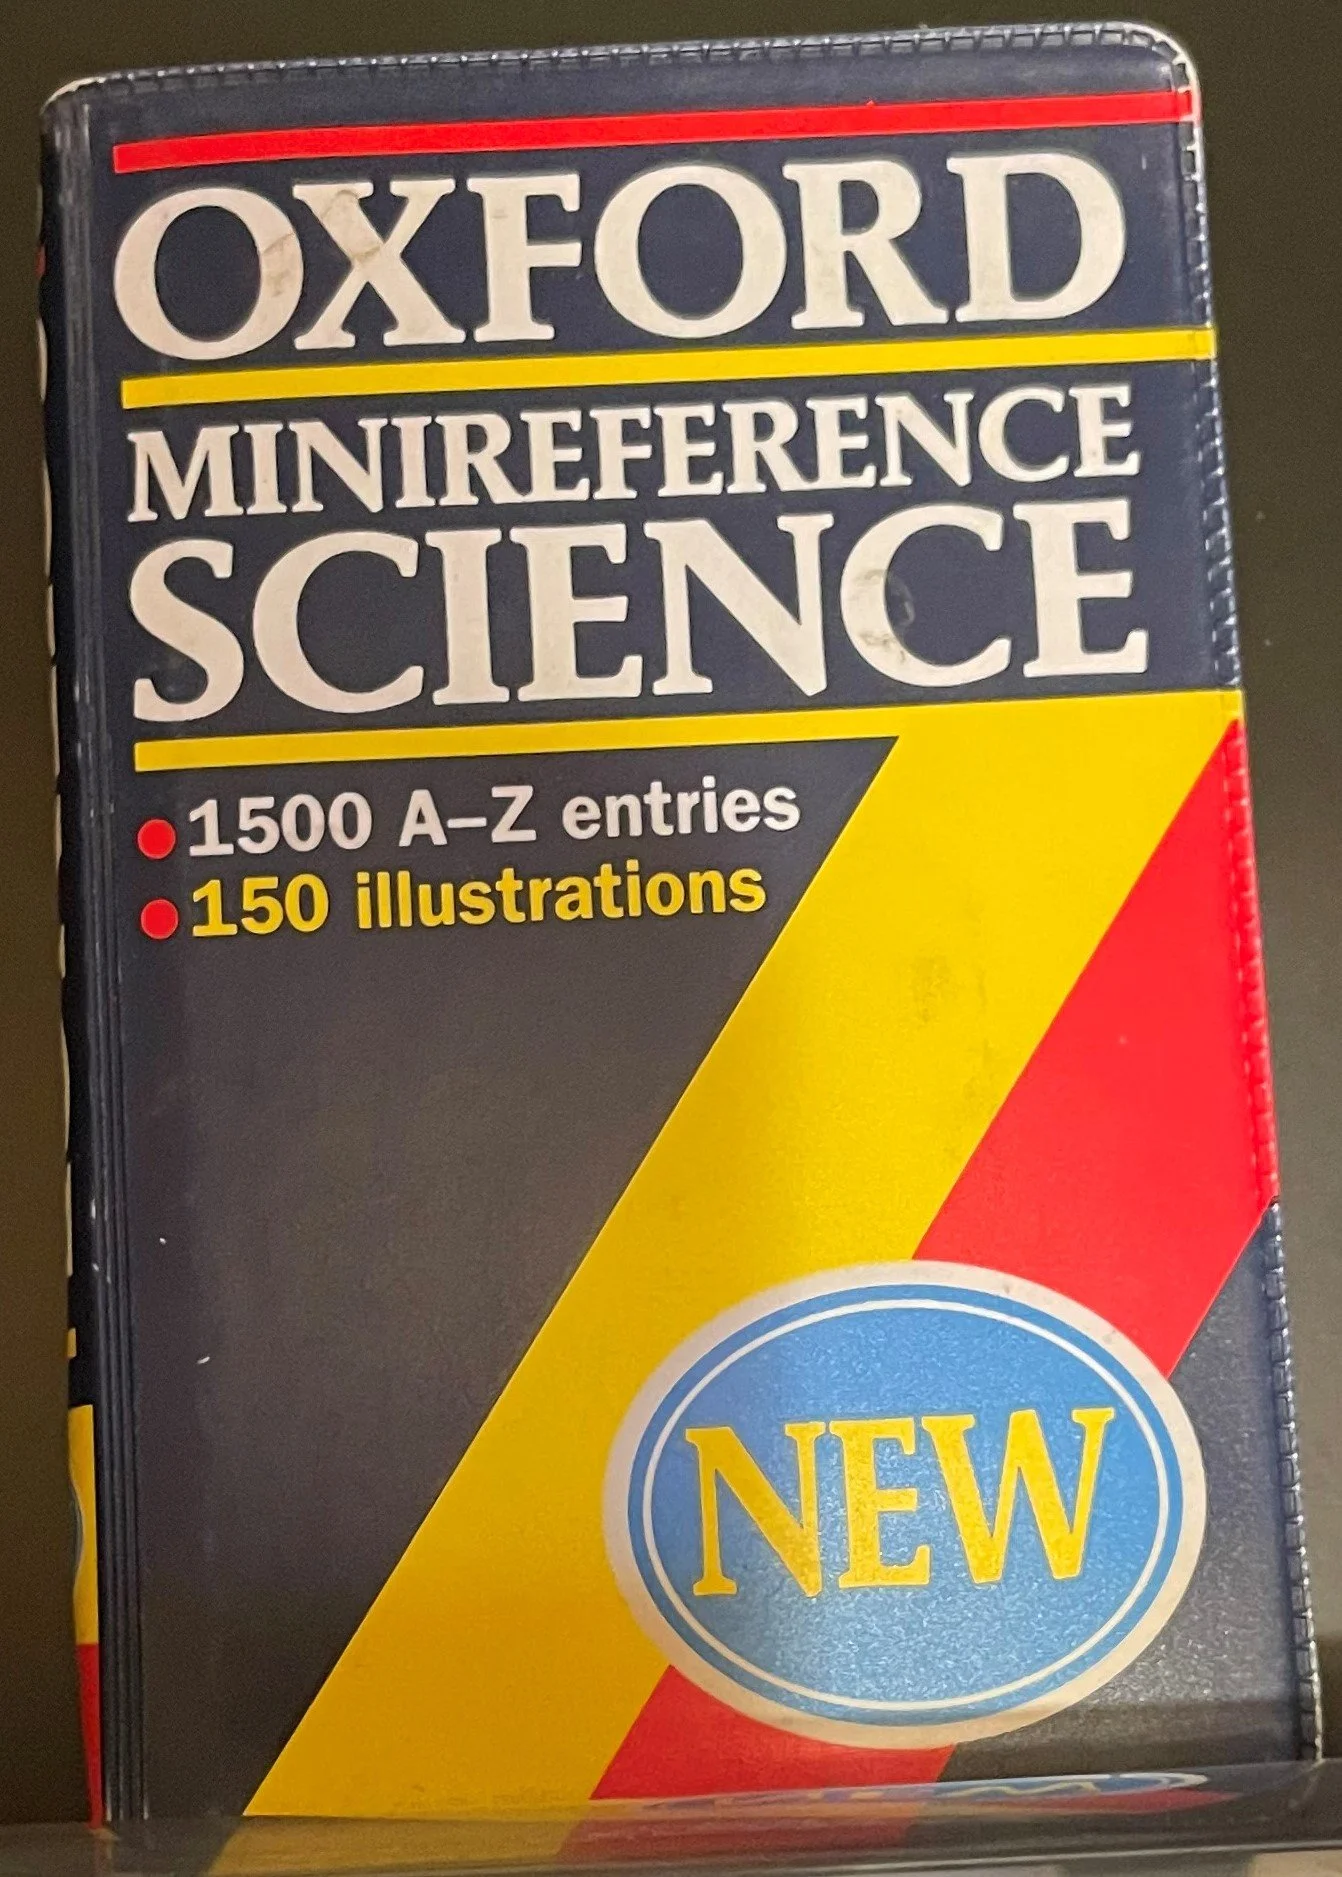 OXFORD
MINIREFERENCE
SCIENCE
1500 A–Z entries
150 illustrations
NEW